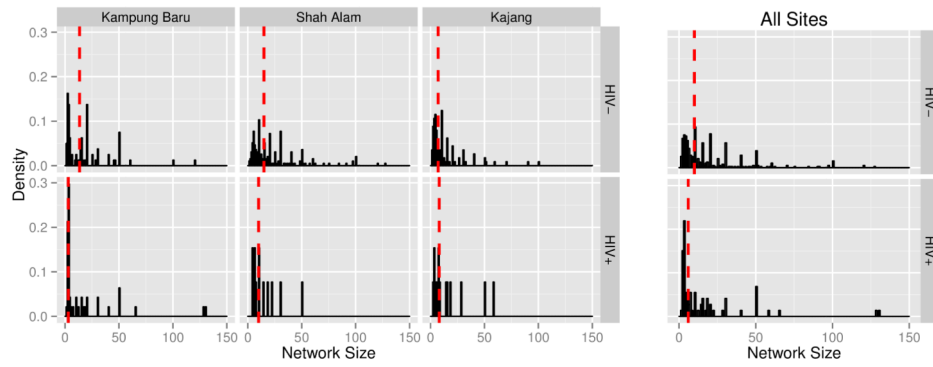 Kampung Baru Shah Alam Kajang
All Sites
0.3
0.2
0.1
0.0
HIV−
HIV−
Density
0.3
0.2
0.1
0.0
HIV+
HIV+
0 50 100 150 0 50 100 150 0 50 100 150
0 50 100 150
Network Size
Network Size